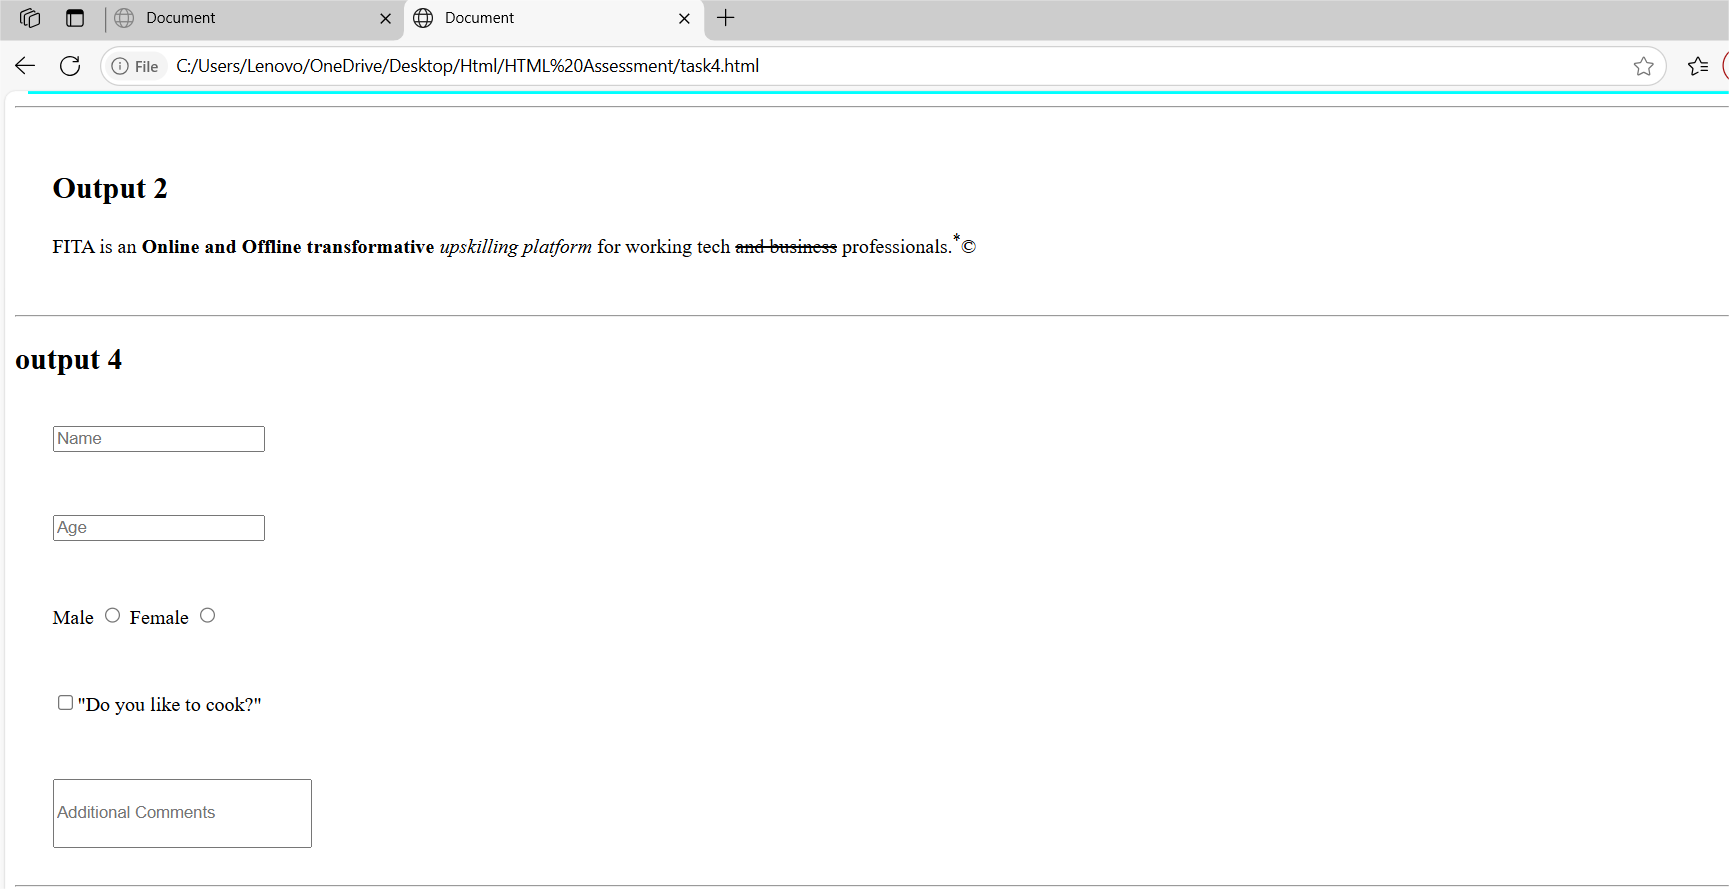 Document
Document
File C:/Users/Lenovo/OneDrive/Desktop/Html/HTML%20Assessment/task4.html
Output 2
FITA is an Online and Offline transformative upskilling platform for working tech and business professionals.*©
output 4
Name
Age
Male Female
"Do you like to cook?"
Additional Comments